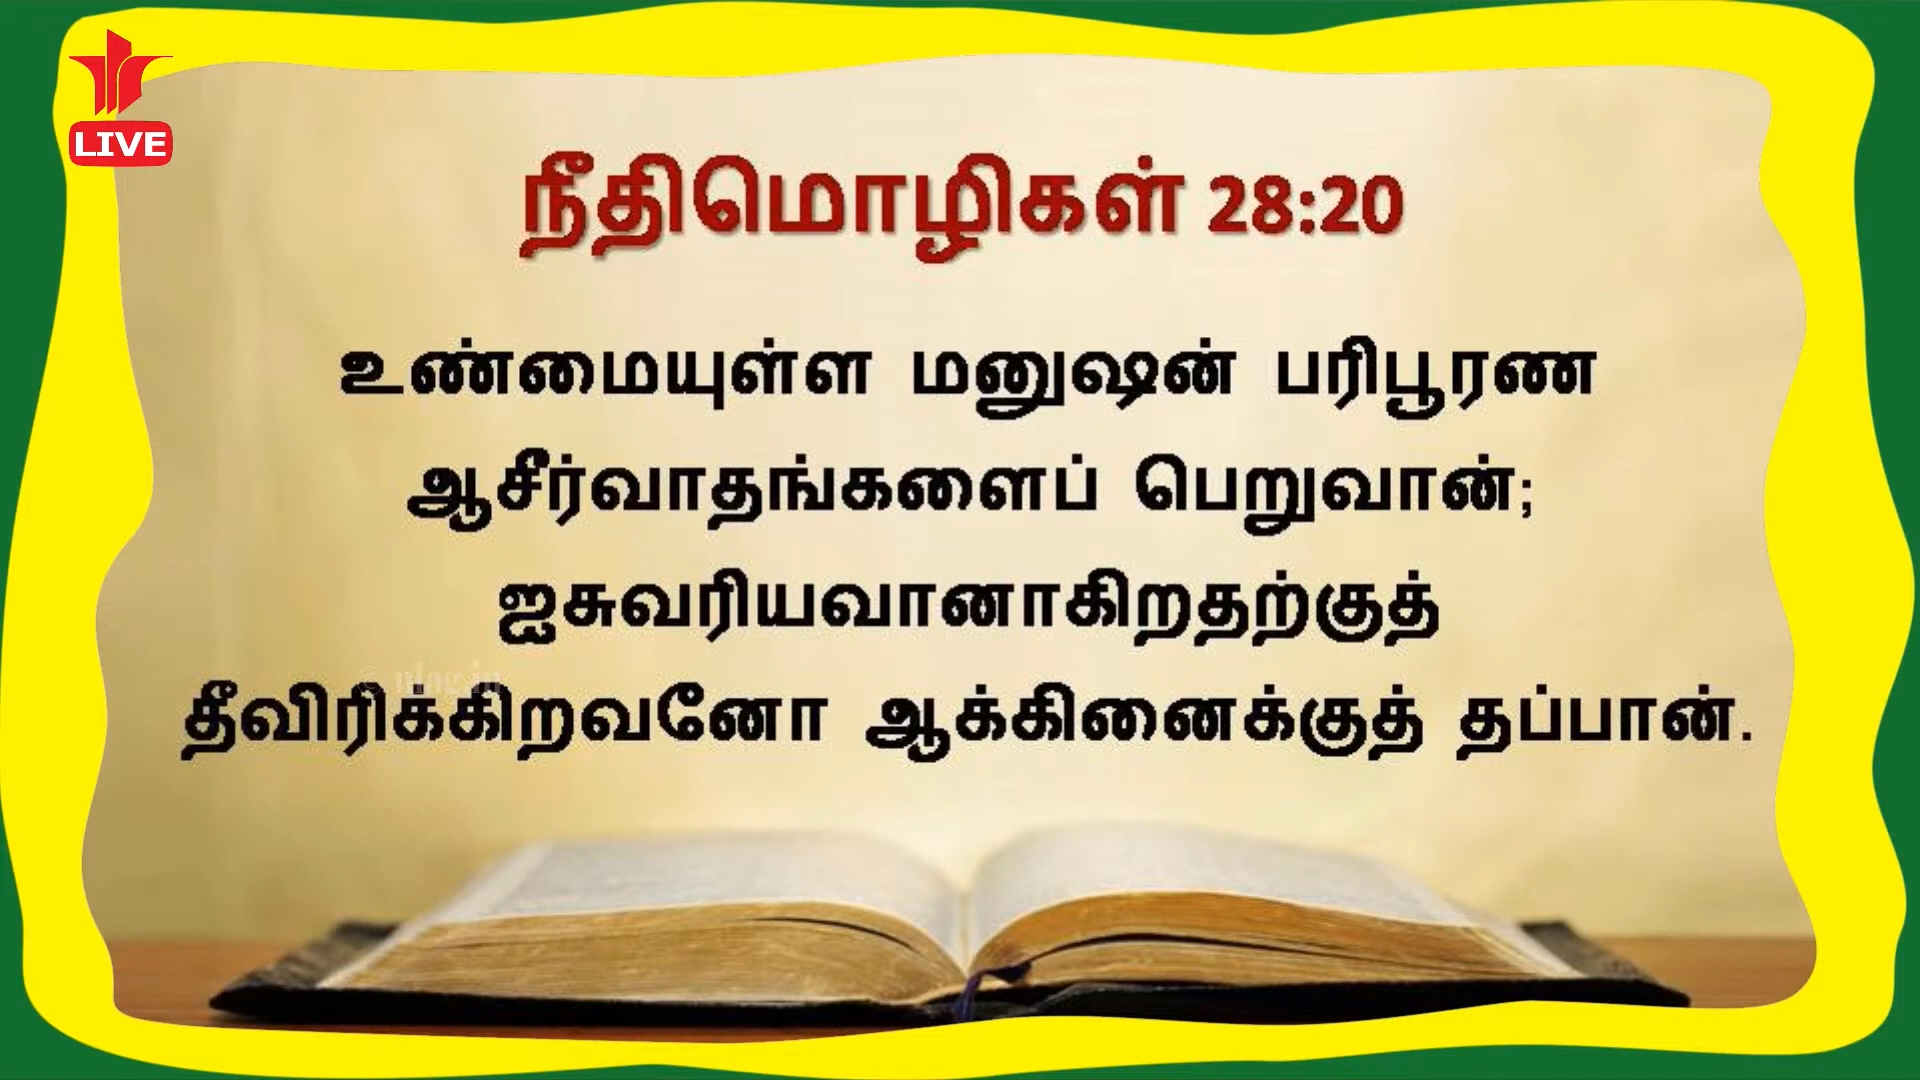 LIVE
நீதிமொழிகள் 28:20
உண்மையுள்ள மனுஷன் பரிபூரண
ஆசீர்வாதங்களைப் பெறுவான்;
ஐசுவரியவானாகிறதற்குத்
தீவிரிக்கிறவனோ ஆக்கினைக்குத் தப்பான்.